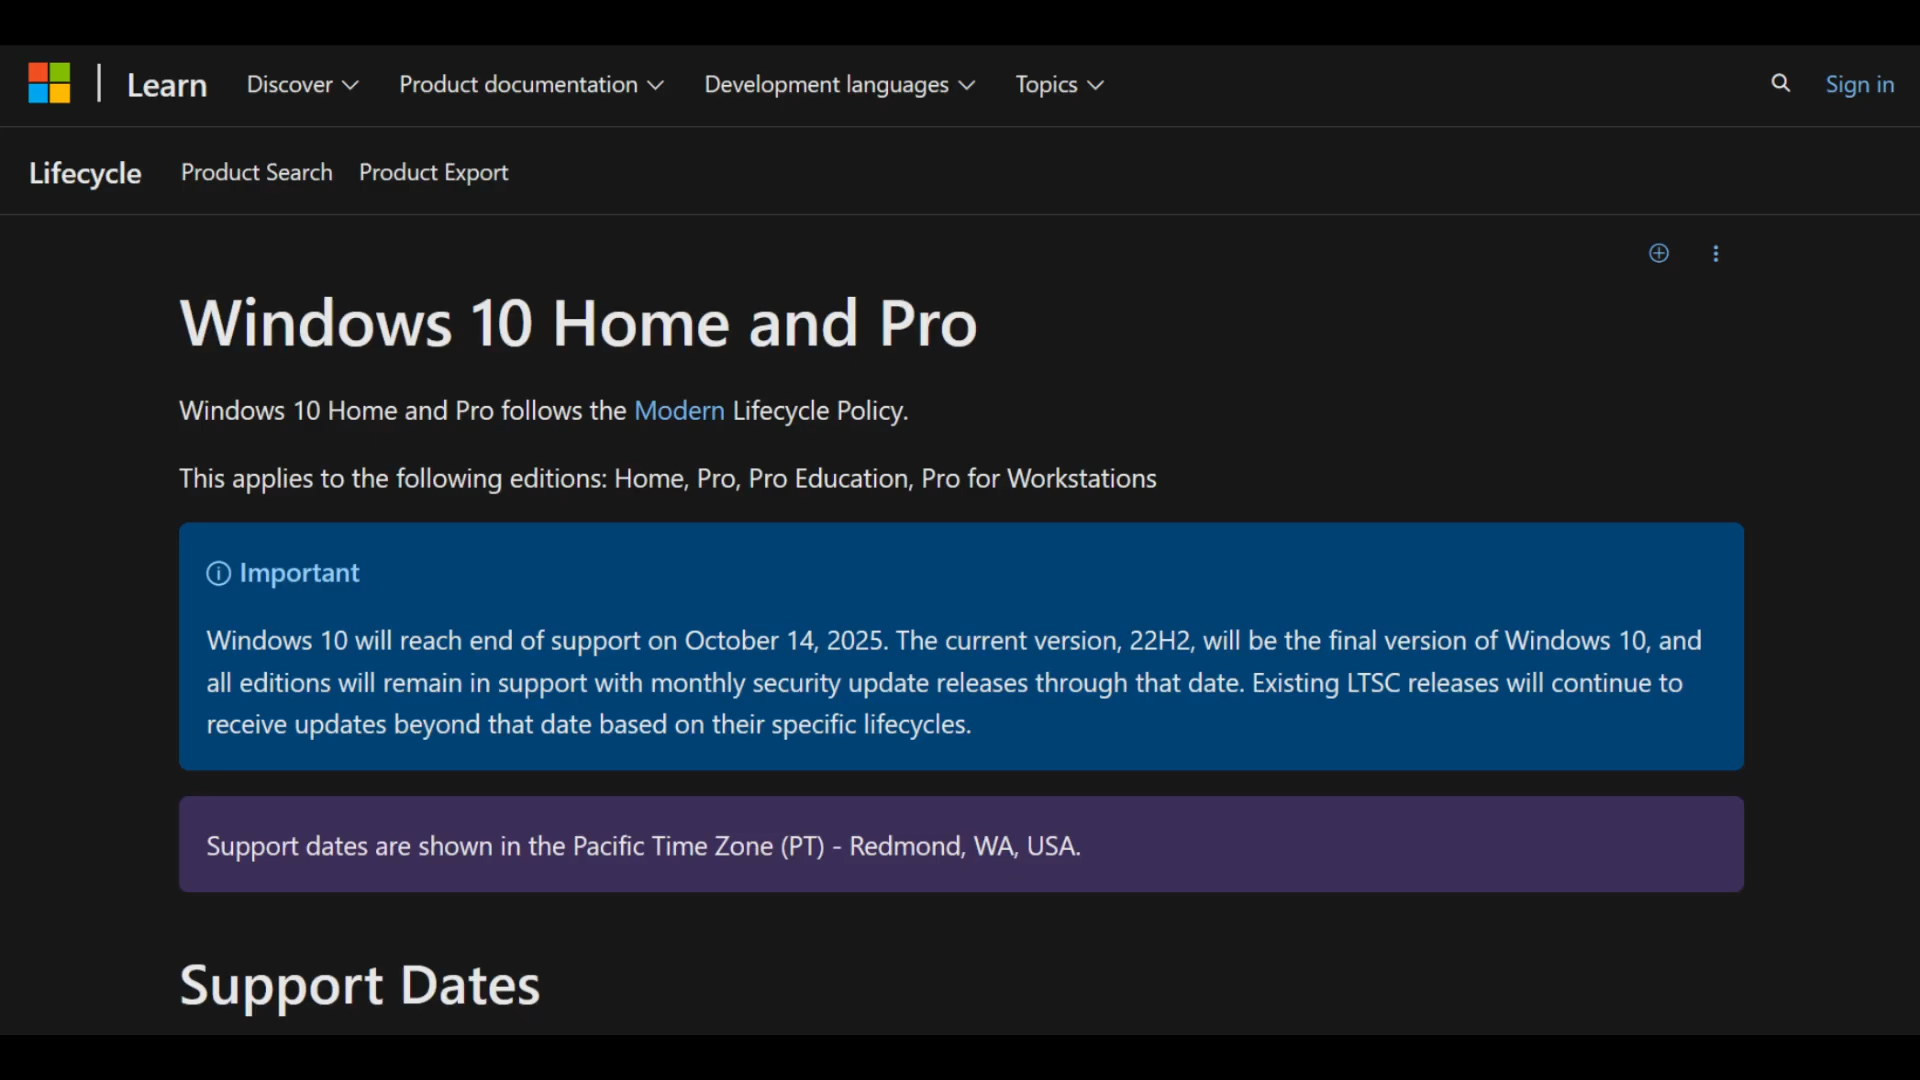 Learn Discover Product documentation Development languages Topics Sign in
Lifecycle Product Search Product Export
Windows 10 Home and Pro
Windows 10 Home and Pro follows the Modern Lifecycle Policy.
This applies to the following editions: Home, Pro, Pro Education, Pro for Workstations
Important
Windows 10 will reach end of support on October 14, 2025. The current version, 22H2, will be the final version of Windows 10, and
all editions will remain in support with monthly security update releases through that date. Existing LTSC releases will continue to
receive updates beyond that date based on their specific lifecycles.
Support dates are shown in the Pacific Time Zone (PT) - Redmond, WA, USA.
Support Dates